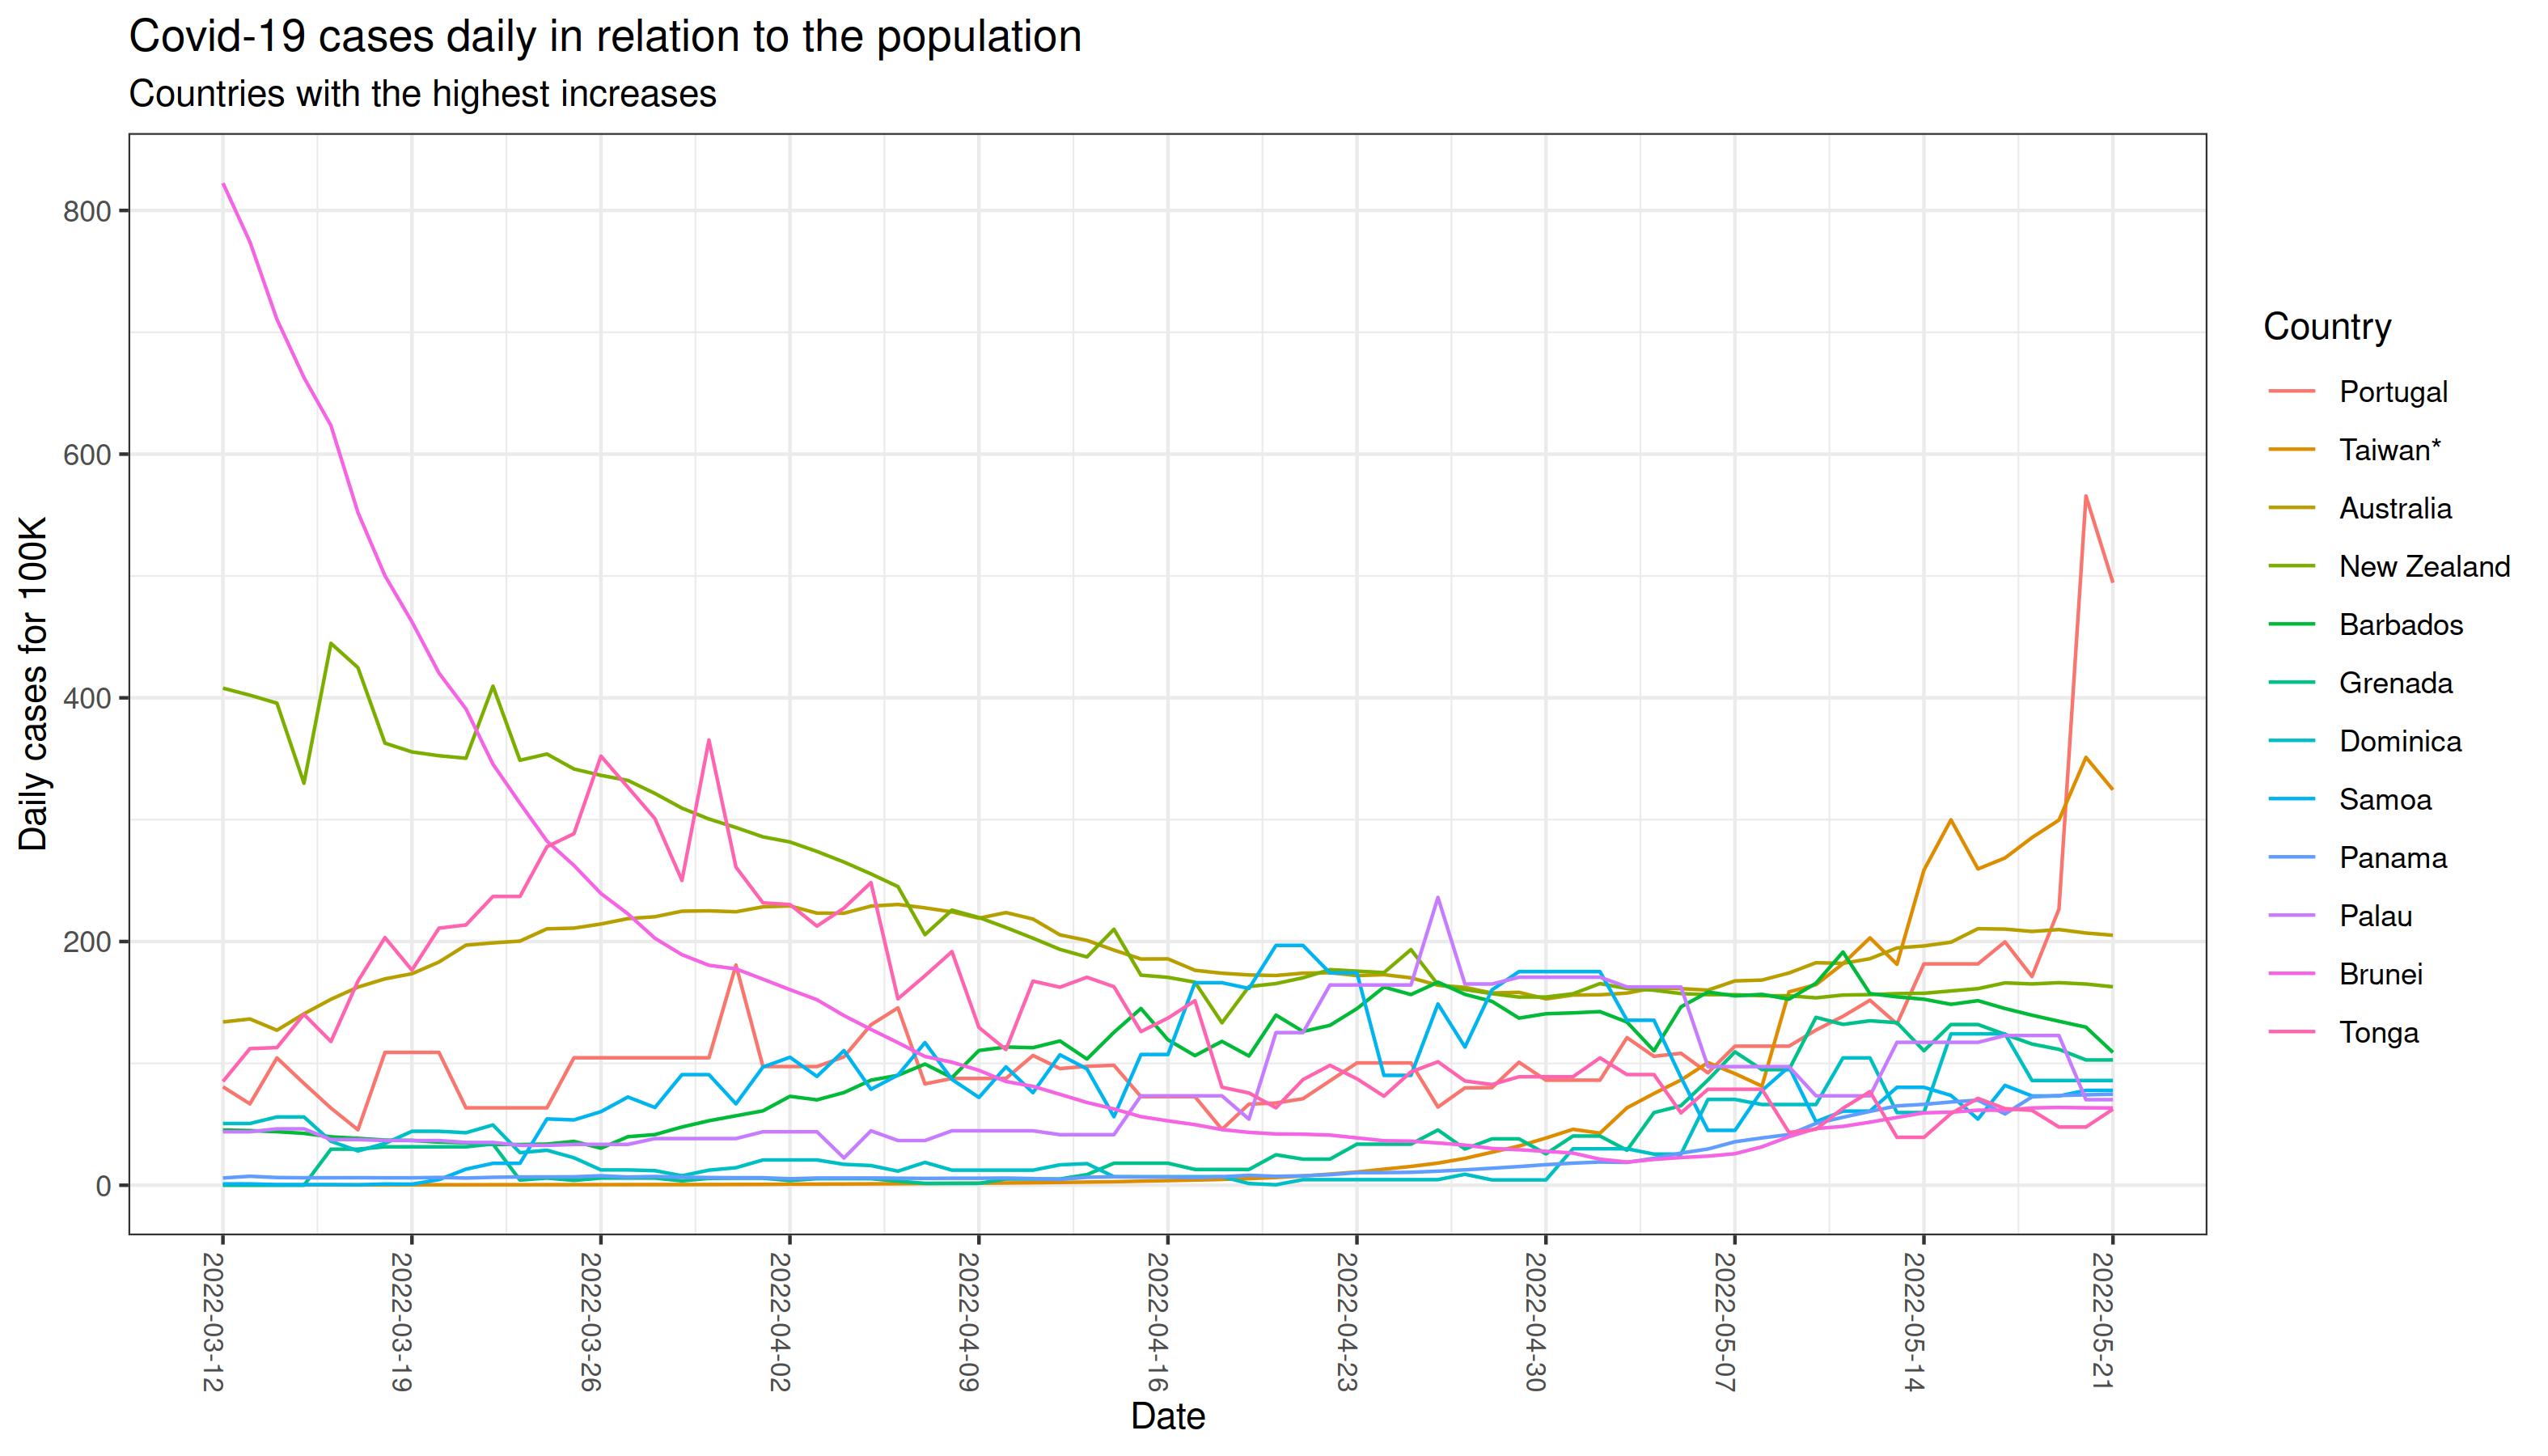 Covid-19 cases daily in relation to the population
Countries with the highest increases
Daily cases for 100K
800
600
400
200
0
2022-03-12
2022-03-19
2022-03-26
2022-04-02
2022-04-09
2022-04-16
2022-04-23
2022-04-30
2022-05-07
2022-05-14
2022-05-21
Date
Country
Portugal
Taiwan*
Australia
New Zealand
Barbados
Grenada
Dominica
Samoa
Panama
Palau
Brunei
Tonga